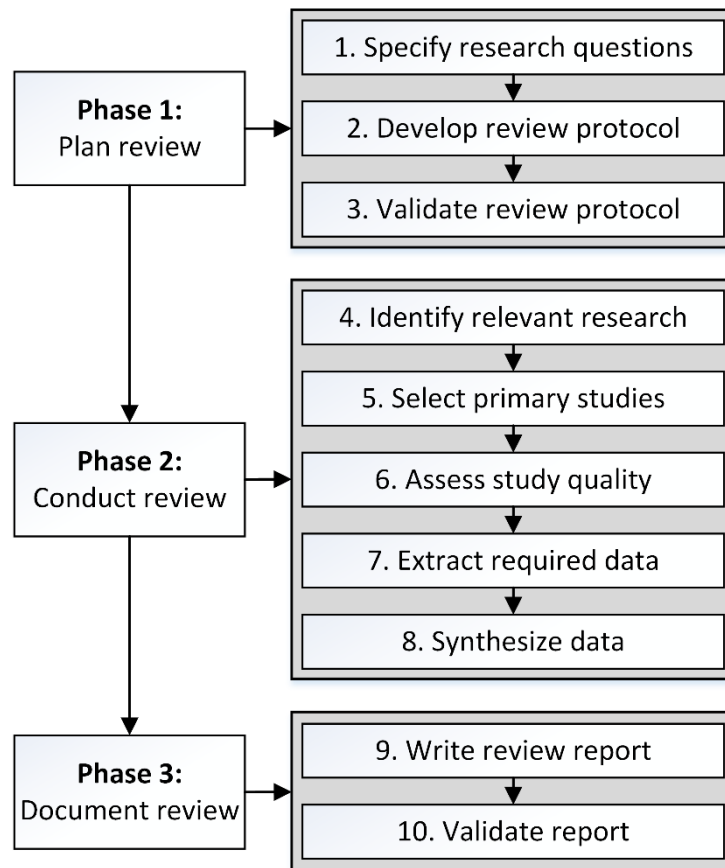 Phase 1:
Plan review
1. Specify research questions
2. Develop review protocol
3. Validate review protocol
Phase 2:
Conduct review
4. Identify relevant research
5. Select primary studies
6. Assess study quality
7. Extract required data
8. Synthesize data
Phase 3:
Document review
9. Write review report
10. Validate report